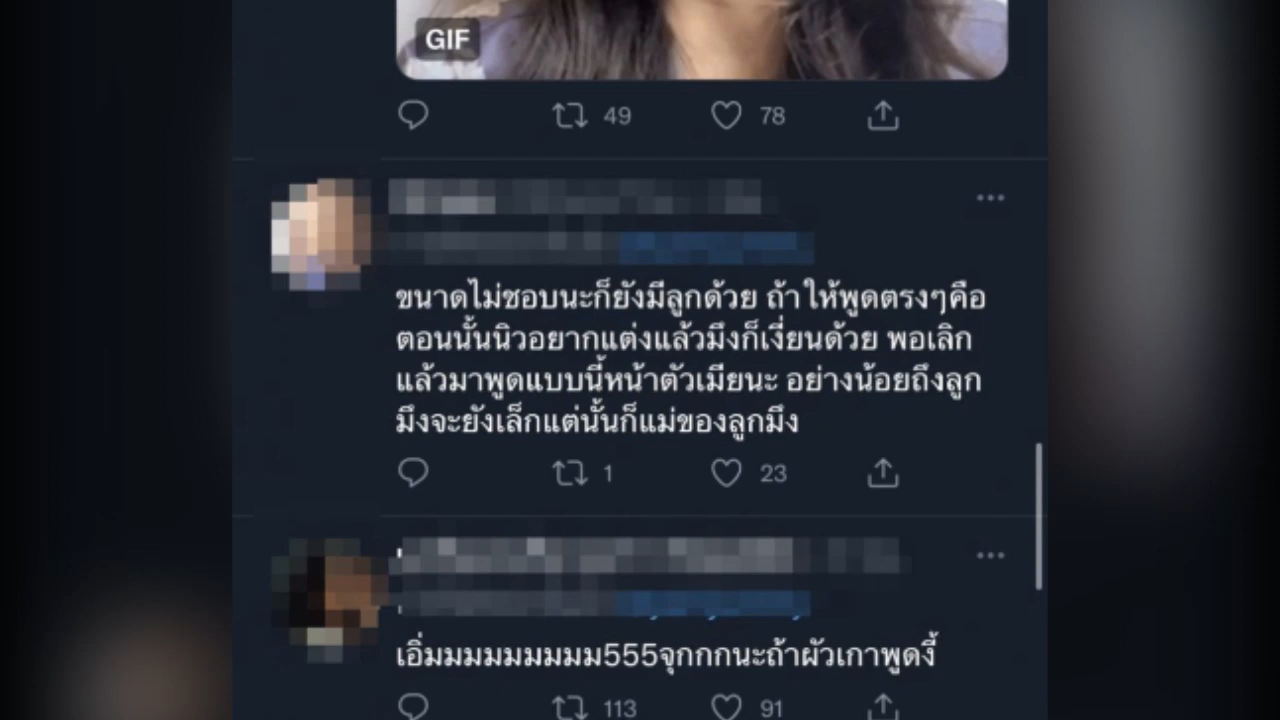 GIF
49 78
ขนาดไม่ชอบนะก็ยังมีลูกด้วย ถ้าให้พูดตรงๆคือ
ตอนนั้นนิวอยากแต่งแล้วมึงก็เงี่ยนด้วย พอเลิก
แล้วมาพูดแบบนี้หน้าตัวเมียนะ อย่างน้อยถึงลูก
มึงจะยังเล็กแต่นั้นก็แม่ของลูกมึง
1 23
เอิ่มมมมมมมมม555จุกกกนะถ้าผัวเกาพูดงี้
113 91